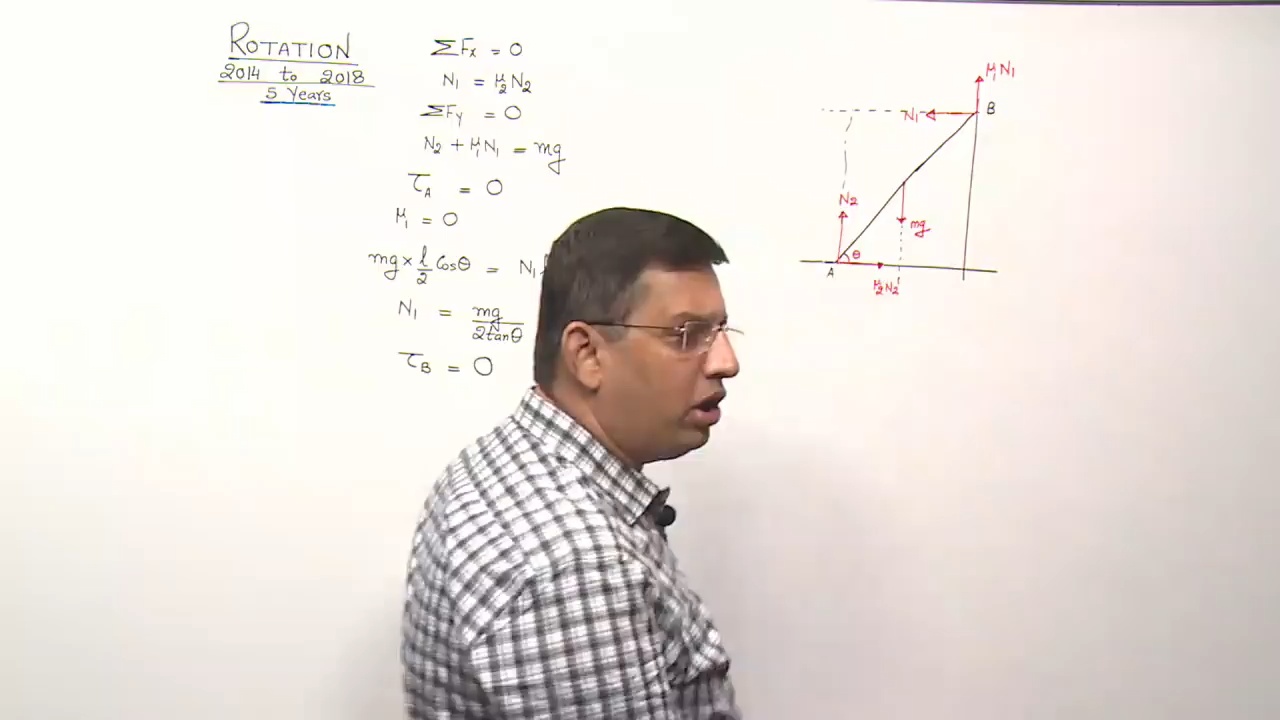 ROTATION
2014 to 2018
5 Years
ΣFx = 0
N1 = μ2N2
ΣFy = 0
N2 + μ1N1 = mg
τA = 0
μ1 = 0
mg × l/2 Cosθ = N1
N1 = mg/2tanθ
τB = 0
μ1N1
N1
B
N2
mg
θ
A
μ2N2